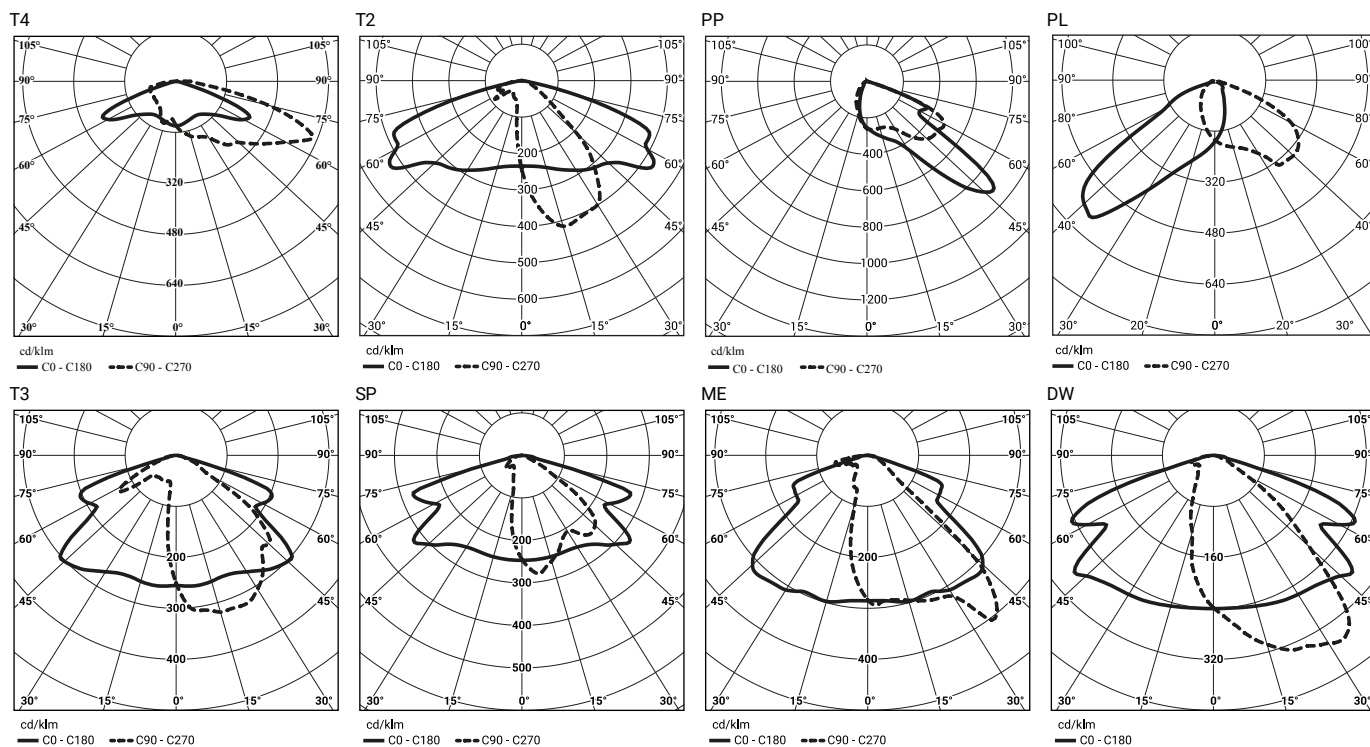 T4
105° 105°
90° 90°
75° 75°
60° 60°
320
45° 45°
480
640
30° 15° 0° 15° 30°
cd/klm
C0 - C180 C90 - C270
T2
105° 105°
90° 90°
75° 75°
200
60° 60°
300
45° 45°
400
500
600
30° 15° 0° 15° 30°
cd/klm
C0 - C180 C90 - C270
PP
105° 105°
90° 90°
75° 75°
400
60° 60°
600
45° 800 45°
1000
1200
30° 15° 0° 15° 30°
cd/klm
C0 - C180 C90 - C270
PL
100° 100°
90° 90°
80° 80°
60° 60°
320
40° 480 40°
640
30° 20° 0° 20° 30°
cd/klm
C0 - C180 C90 - C270
T3
105° 105°
90° 90°
75° 75°
60° 60°
200
45° 300 45°
400
30° 15° 0° 15° 30°
cd/klm
C0 - C180 C90 - C270
SP
105° 105°
90° 90°
75° 75°
60° 200 60°
300
45° 45°
400
500
30° 15° 0° 15° 30°
cd/klm
C0 - C180 C90 - C270
ME
105° 105°
90° 90°
75° 75°
60° 60°
200
45° 45°
400
30° 15° 0° 15° 30°
cd/klm
C0 - C180 C90 - C270
DW
105° 105°
90° 90°
75° 75°
60° 60°
160
45° 45°
320
30° 15° 0° 15° 30°
cd/klm
C0 - C180